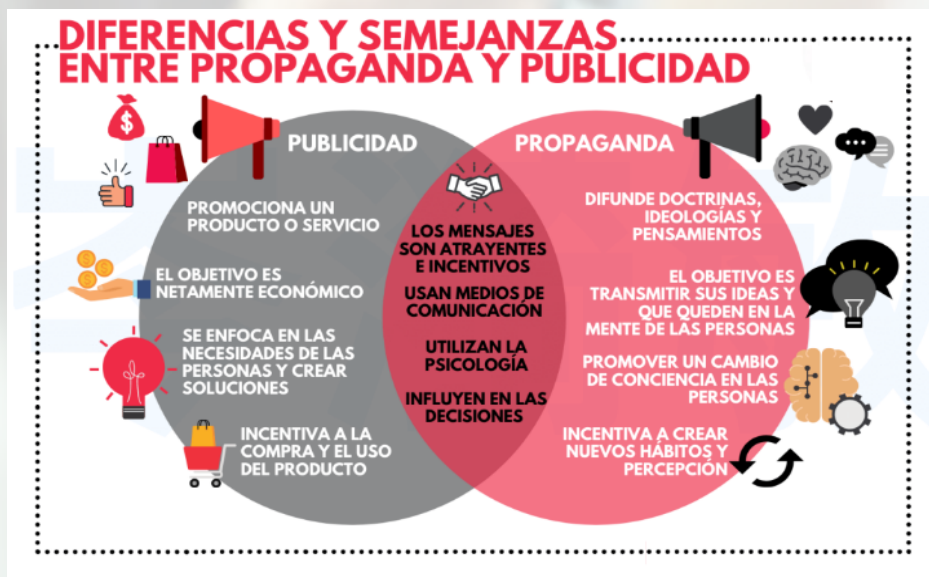 DIFERENCIAS Y SEMEJANZAS
ENTRE PROPAGANDA Y PUBLICIDAD
PUBLICIDAD
PROMOCIONA UN
PRODUCTO O SERVICIO
EL OBJETIVO ES
NETAMENTE ECONÓMICO
SE ENFOCA EN LAS
NECESIDADES DE LAS
PERSONAS Y CREAR
SOLUCIONES
INCENTIVA A LA
COMPRA Y EL USO
DEL PRODUCTO
LOS MENSAJES
SON ATRAYENTES
E INCENTIVOS
USAN MEDIOS DE
COMUNICACIÓN
UTILIZAN LA
PSICOLOGÍA
INFLUYEN EN LAS
DECISIONES
PROPAGANDA
DIFUNDE DOCTRINAS,
IDEOLOGÍAS Y
PENSAMIENTOS
EL OBJETIVO ES
TRANSMITIR SUS IDEAS Y
QUE QUEDEN EN LA
MENTE DE LAS PERSONAS
PROMOVER UN CAMBIO
DE CONCIENCIA EN LAS
PERSONAS
INCENTIVA A CREAR
NUEVOS HÁBITOS Y
PERCEPCIÓN